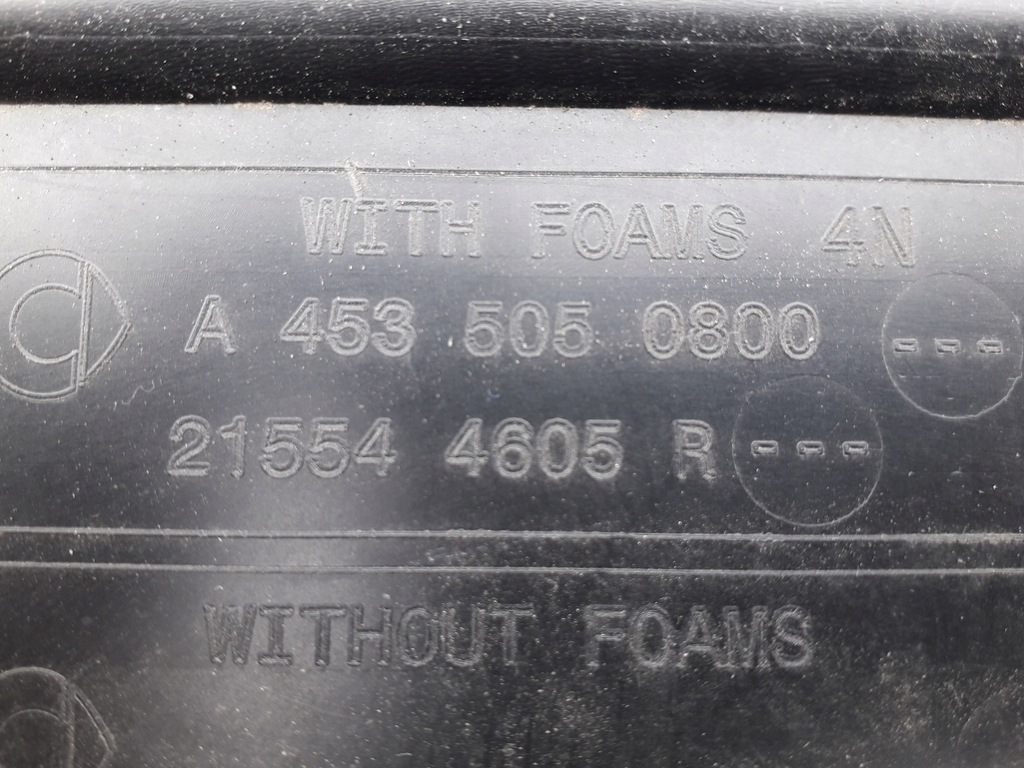 WITH FOAMS 4N
A 453 505 0800 ---
21554 4605 R ---
WITHOUT FOAMS